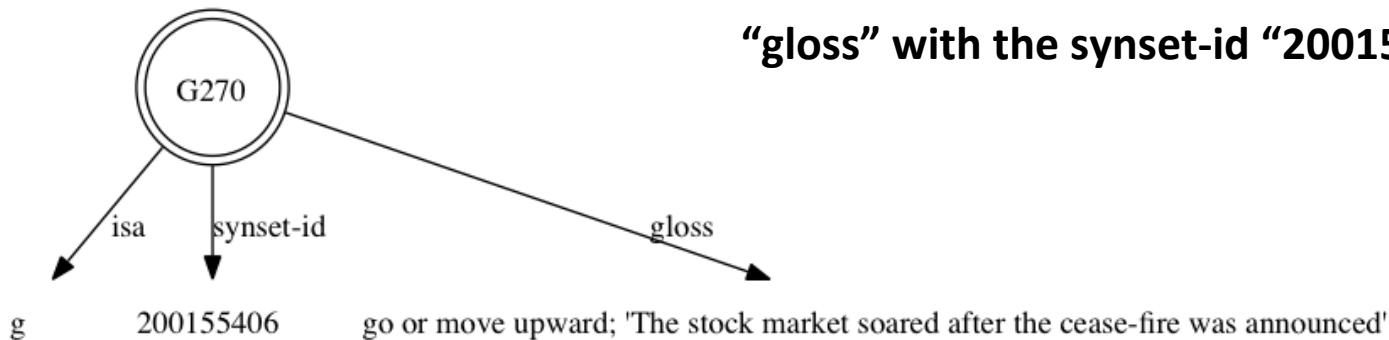 “gloss” with the synset-id “20015
G270
isa
synset-id
gloss
g
200155406
go or move upward; 'The stock market soared after the cease-fire was announced'